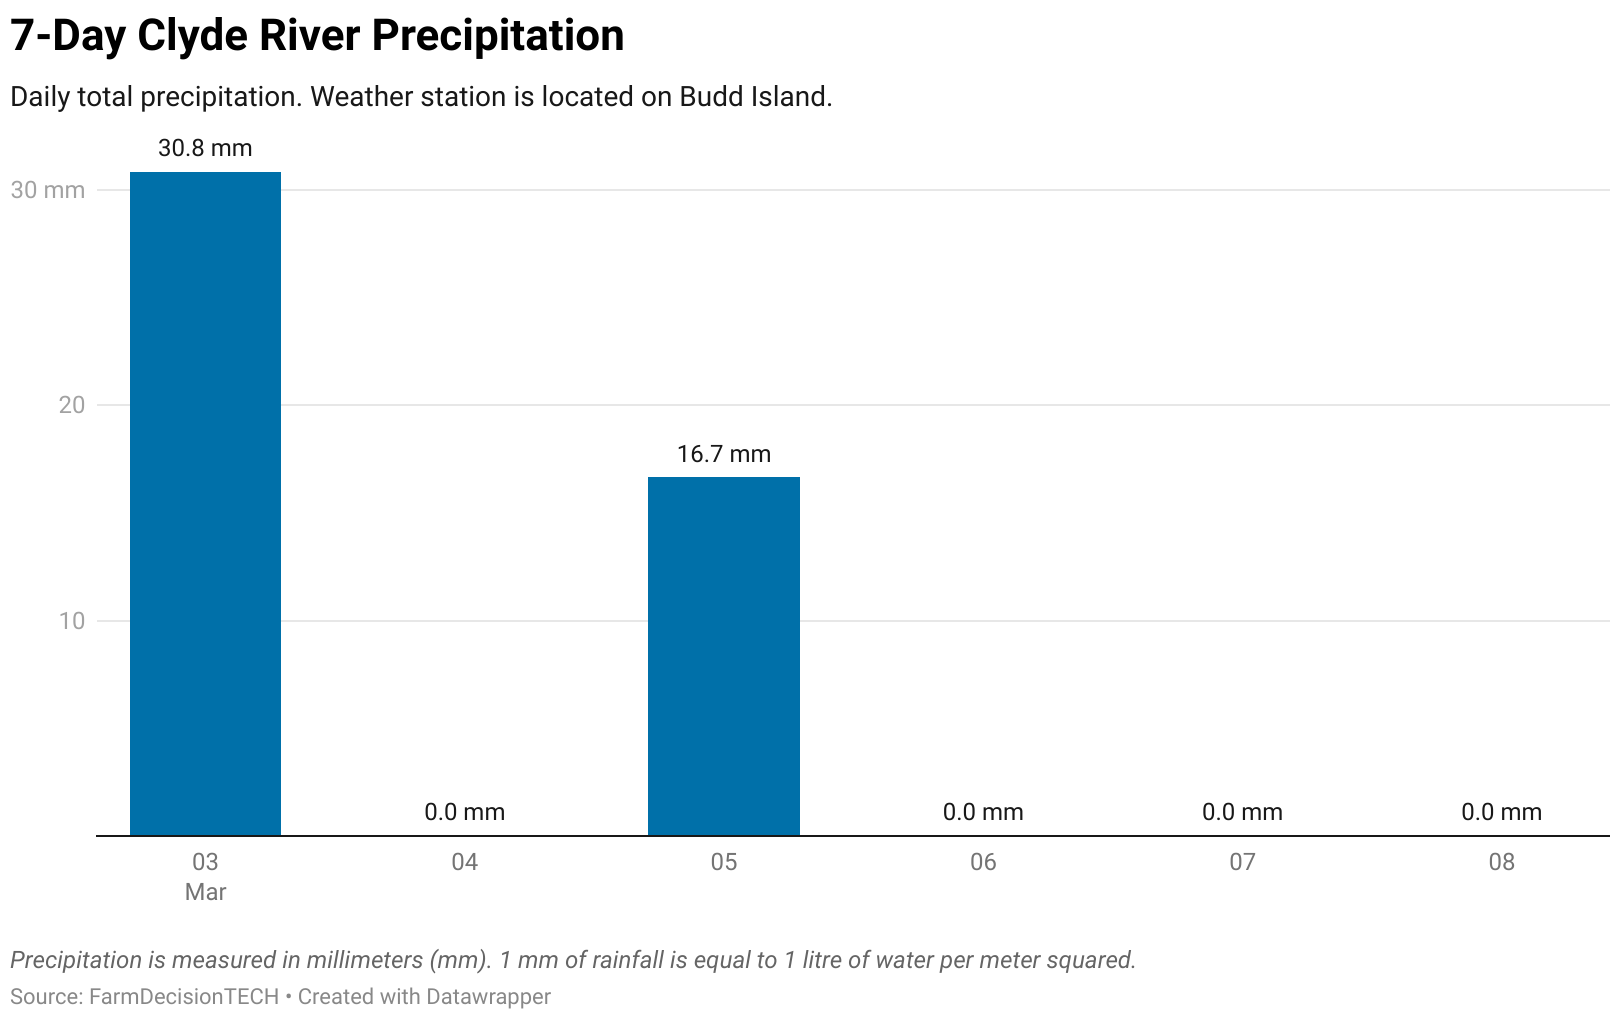 7-Day Clyde River Precipitation
Daily total precipitation. Weather station is located on Budd Island.
30.8 mm
30 mm
20
16.7 mm
10
0.0 mm
0.0 mm
0.0 mm
0.0 mm
03
04
05
06
07
08
Mar
Precipitation is measured in millimeters (mm). 1 mm of rainfall is equal to 1 litre of water per meter squared.
Source: FarmDecisionTECH • Created with Datawrapper